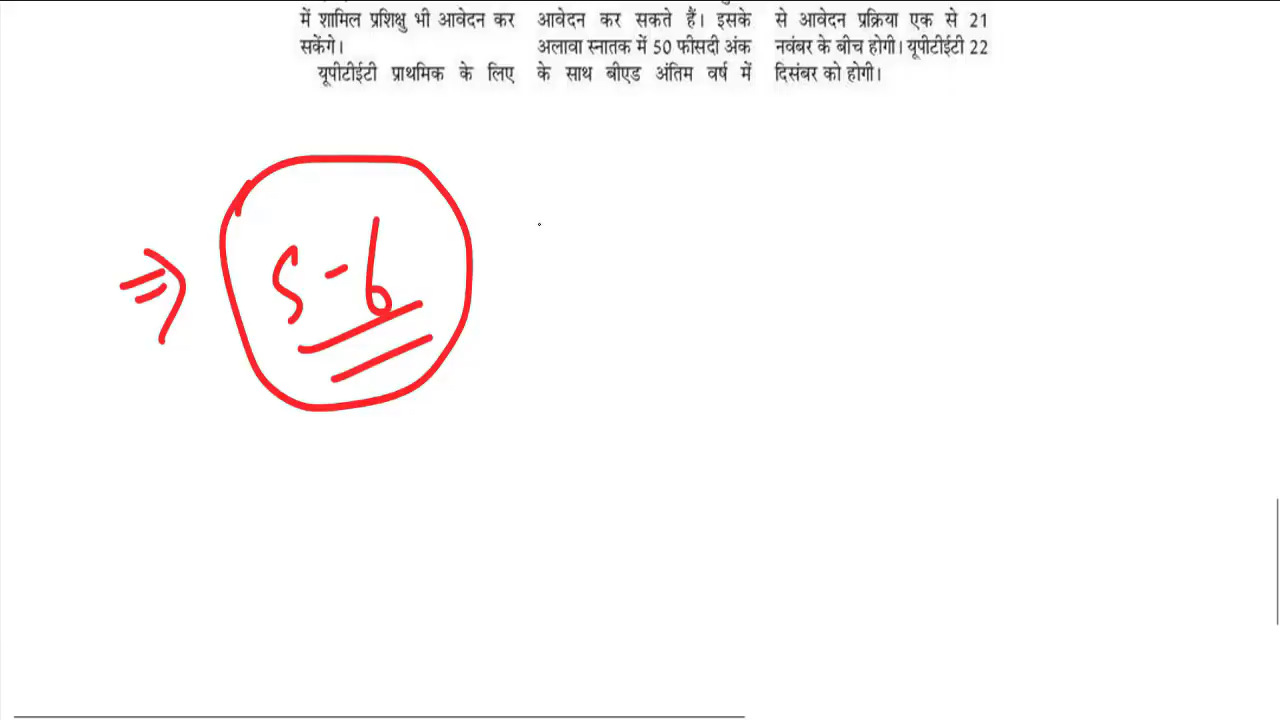 में शामिल प्रशिक्षु भी आवेदन कर
सकेंगे।
यूपीटीईटी प्राथमिक के लिए
आवेदन कर सकते हैं। इसके
अलावा स्नातक में 50 फीसदी अंक
के साथ बीएड अंतिम वर्ष में
से आवेदन प्रक्रिया एक से 21
नवंबर के बीच होगी। यूपीटीईटी 22
दिसंबर को होगी।
5-6